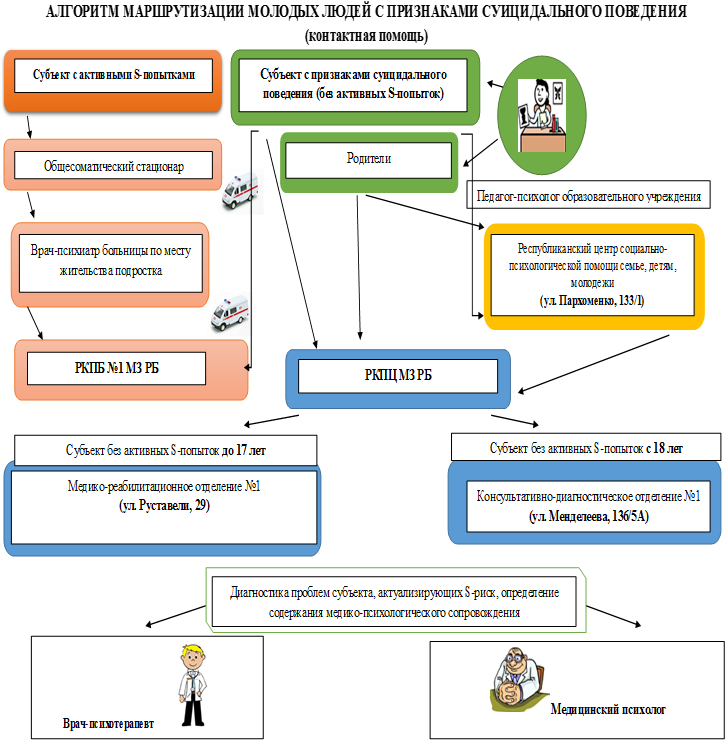 АЛГОРИТМ МАРШРУТИЗАЦИИ МОЛОДЫХ ЛЮДЕЙ С ПРИЗНАКАМИ СУИЦИДАЛЬНОГО ПОВЕДЕНИЯ
(контактная помощь)
Субъект с активными S-попытками
Субъект с признаками суицидального
поведения (без активных S-попыток)
Общесоматический стационар
Родители
Педагог-психолог образовательного учреждения
Врач-психиатр больницы по месту
жительства подростка
Республиканский центр социально-
психологической помощи семье, детям,
молодежи
(ул. Пархоменко, 133/1)
РКПБ №1 МЗ РБ
РКПЦ МЗ РБ
Субъект без активных S-попыток до 17 лет
Субъект без активных S-попыток с 18 лет
Медико-реабилитационное отделение №1
(ул. Руставели, 29)
Консультативно-диагностическое отделение №1
(ул. Менделеева, 136/5А)
Диагностика проблем субъекта, актуализирующих S-риск, определение
содержания медико-психологического сопровождения
Врач-психотерапевт
Медицинский психолог